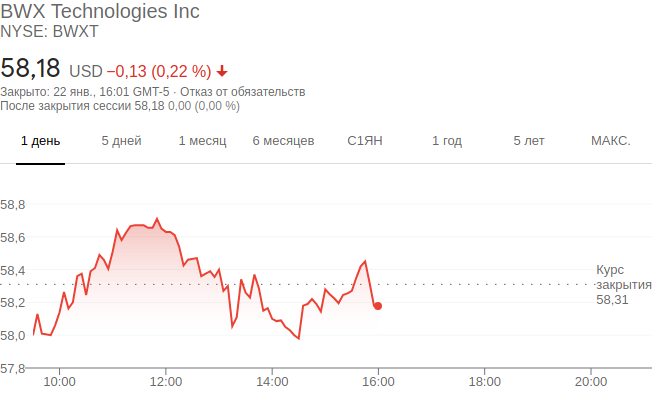 BWX Technologies Inc
NYSE: BWXT
58,18 USD −0,13 (0,22 %)
Закрыто: 22 янв., 16:01 GMT-5 · Отказ от обязательств
После закрытия сессии 58,18 0,00 (0,00 %)
1 день 5 дней 1 месяц 6 месяцев С1ЯН 1 год 5 лет МАКС.
58,8
58,6
58,4
Курс
закрытия
58,31
58,2
58,0
57,8
10:00 12:00 14:00 16:00 18:00 20:00